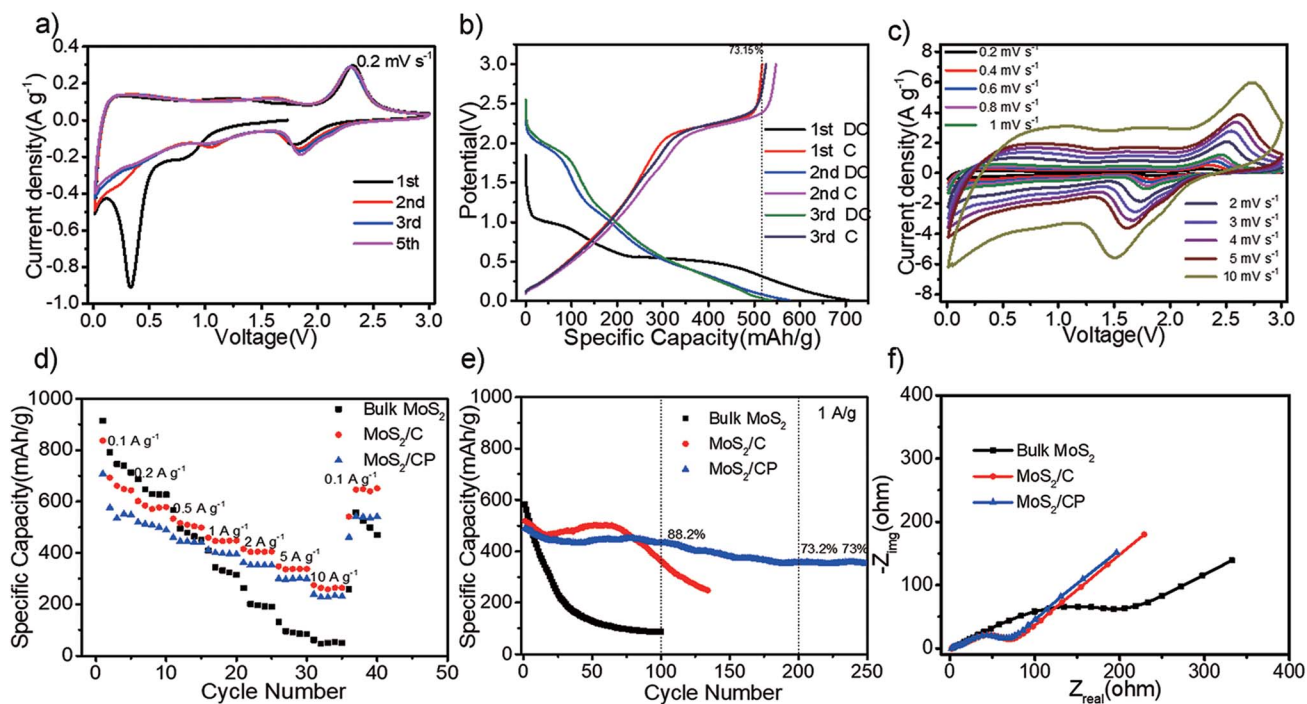 a)
0.2 mV s⁻¹
Current density(A g⁻¹)
0.4
0.2
0.0
-0.2
-0.4
-0.6
-0.8
-1.0
1st
2nd
3rd
5th
0.0 0.5 1.0 1.5 2.0 2.5 3.0
Voltage(V)
b)
73.15%
Potential(V)
3.0
2.5
2.0
1.5
1.0
0.5
0.0
1st DC
1st C
2nd DC
2nd C
3rd DC
3rd C
0 100 200 300 400 500 600 700
Specific Capacity(mAh/g)
c)
Current density(A g⁻¹)
8
6
4
2
0
-2
-4
-6
-8
0.2 mV s⁻¹
0.4 mV s⁻¹
0.6 mV s⁻¹
0.8 mV s⁻¹
1 mV s⁻¹
2 mV s⁻¹
3 mV s⁻¹
4 mV s⁻¹
5 mV s⁻¹
10 mV s⁻¹
0.0 0.5 1.0 1.5 2.0 2.5 3.0
Voltage(V)
d)
Specific Capacity(mAh/g)
1000
800
600
400
200
0
Bulk MoS₂
MoS₂/C
MoS₂/CP
0.1 A g⁻¹
0.2 A g⁻¹
0.5 A g⁻¹
1 A g⁻¹
2 A g⁻¹
5 A g⁻¹
10 A g⁻¹
0.1 A g⁻¹
0 10 20 30 40 50
Cycle Number
e)
Specific Capacity(mAh/g)
1000
800
600
400
200
0
Bulk MoS₂
MoS₂/C
MoS₂/CP
1 A/g
88.2%
73.2% 73%
0 50 100 150 200 250
Cycle Number
f)
-Z_img(ohm)
400
300
200
100
0
Bulk MoS₂
MoS₂/C
MoS₂/CP
0 100 200 300 400
Z_real(ohm)